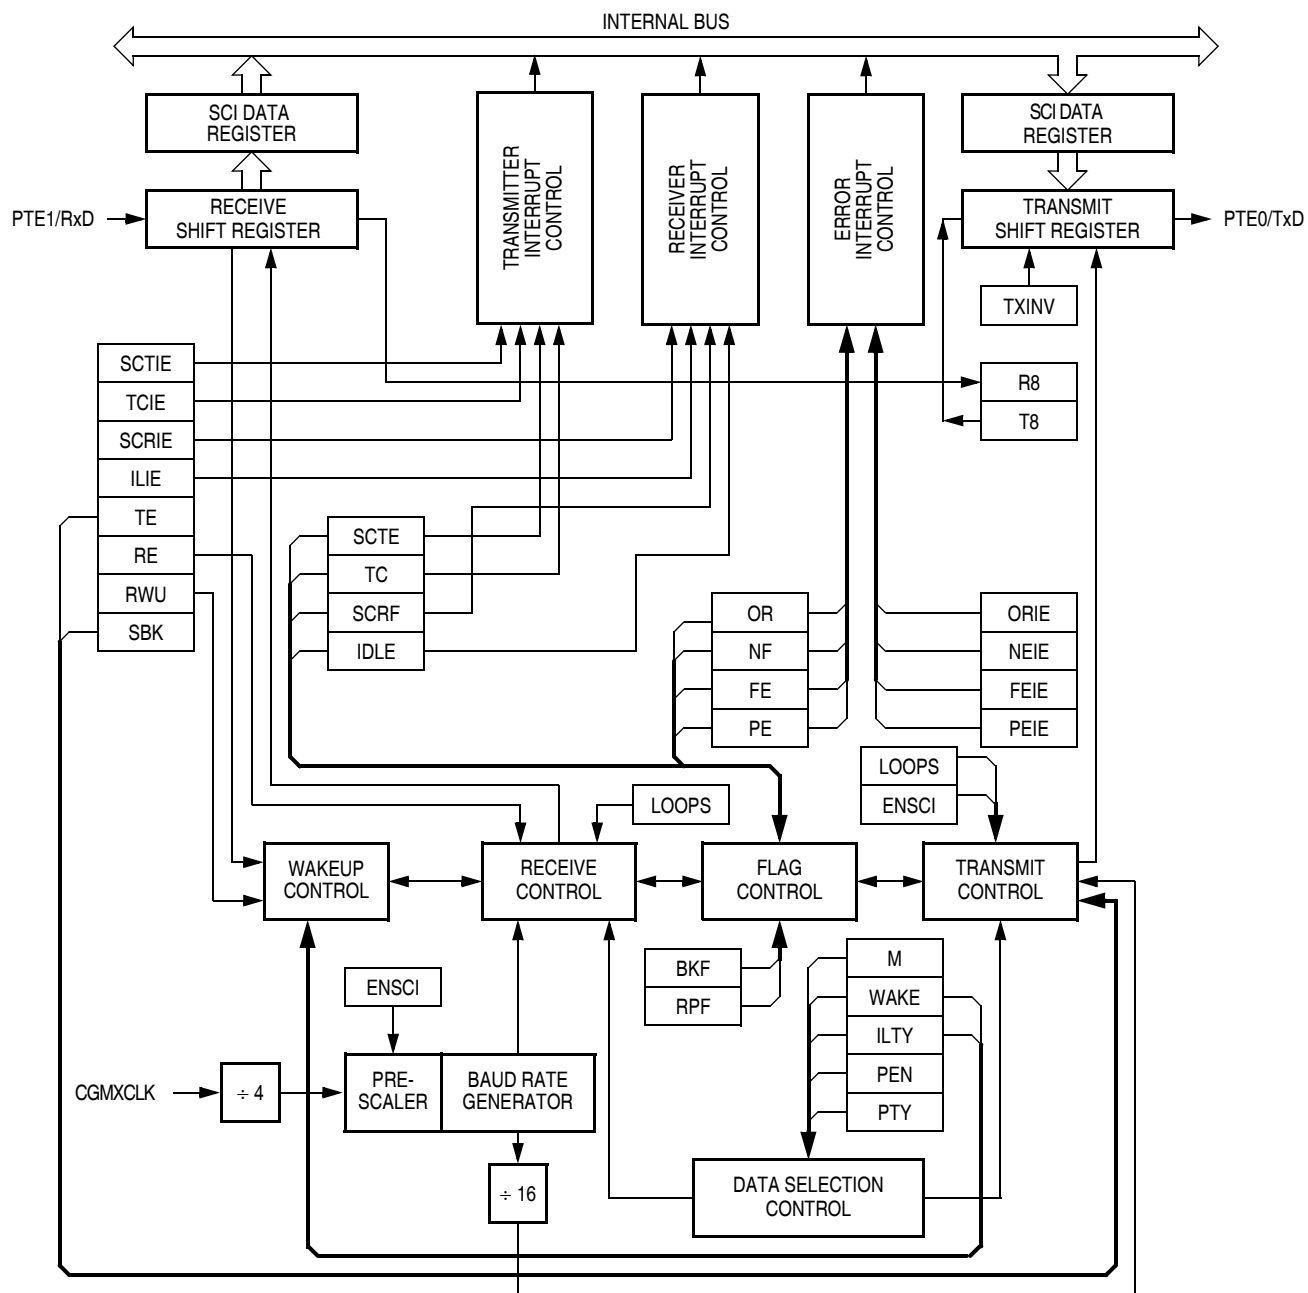 INTERNAL BUS
SCI DATA
REGISTER
SCI DATA
REGISTER
TRANSMITTER
INTERRUPT
CONTROL
RECEIVER
INTERRUPT
CONTROL
ERROR
INTERRUPT
CONTROL
PTE1/RxD
RECEIVE
SHIFT REGISTER
TRANSMIT
SHIFT REGISTER
PTE0/TxD
TXINV
R8
T8
SCTIE
TCIE
SCRIE
ILIE
TE
RE
RWU
SBK
SCTE
TC
SCRF
IDLE
OR
NF
FE
PE
ORIE
NEIE
FEIE
PEIE
LOOPS
LOOPS
ENSCI
WAKEUP
CONTROL
RECEIVE
CONTROL
FLAG
CONTROL
TRANSMIT
CONTROL
BKF
RPF
M
WAKE
ILTY
PEN
PTY
ENSCI
CGMXCLK
÷ 4
PRE-
SCALER
BAUD RATE
GENERATOR
÷ 16
DATA SELECTION
CONTROL